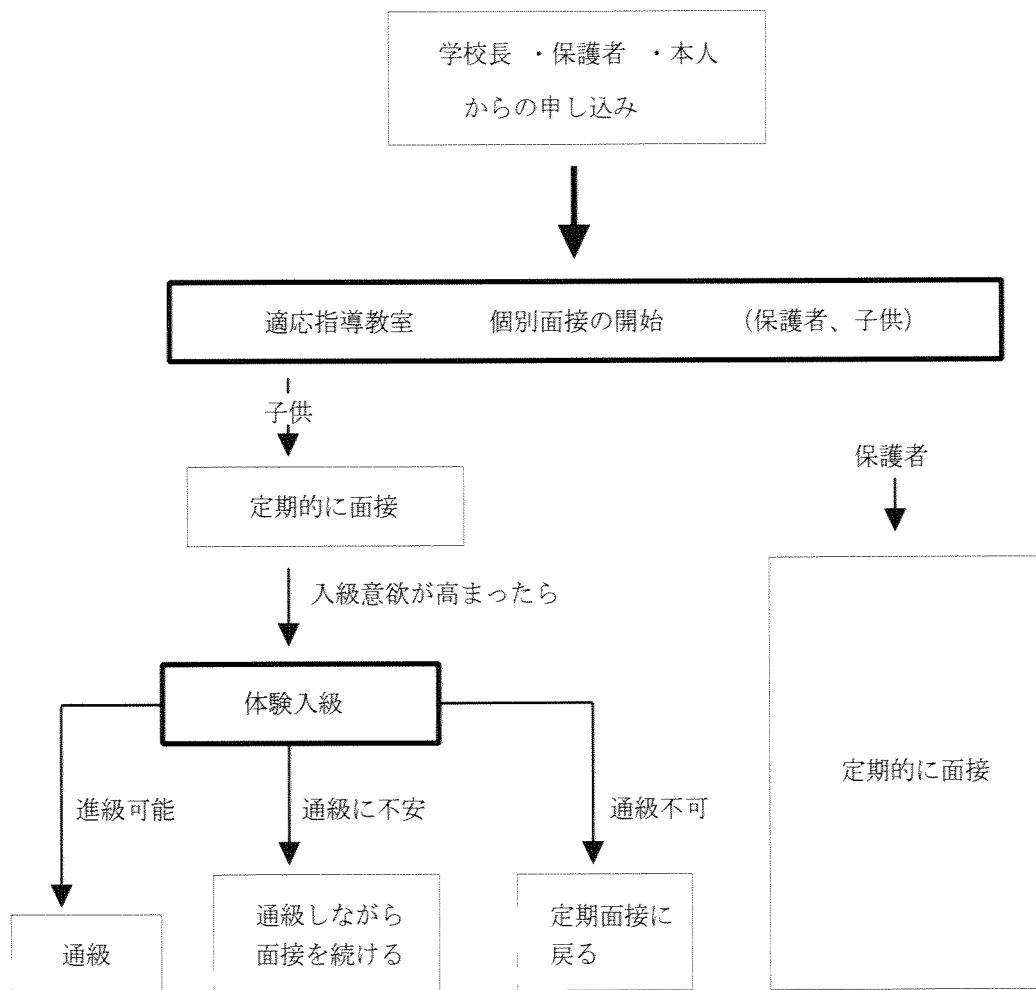 学校長 ・保護者 ・本人
からの申し込み
適応指導教室 個別面接の開始 (保護者、子供)
子供
保護者
定期的に面接
入級意欲が高まったら
体験入級
定期的に面接
進級可能
通級に不安
通級不可
通級
通級しながら
面接を続ける
定期面接に
戻る